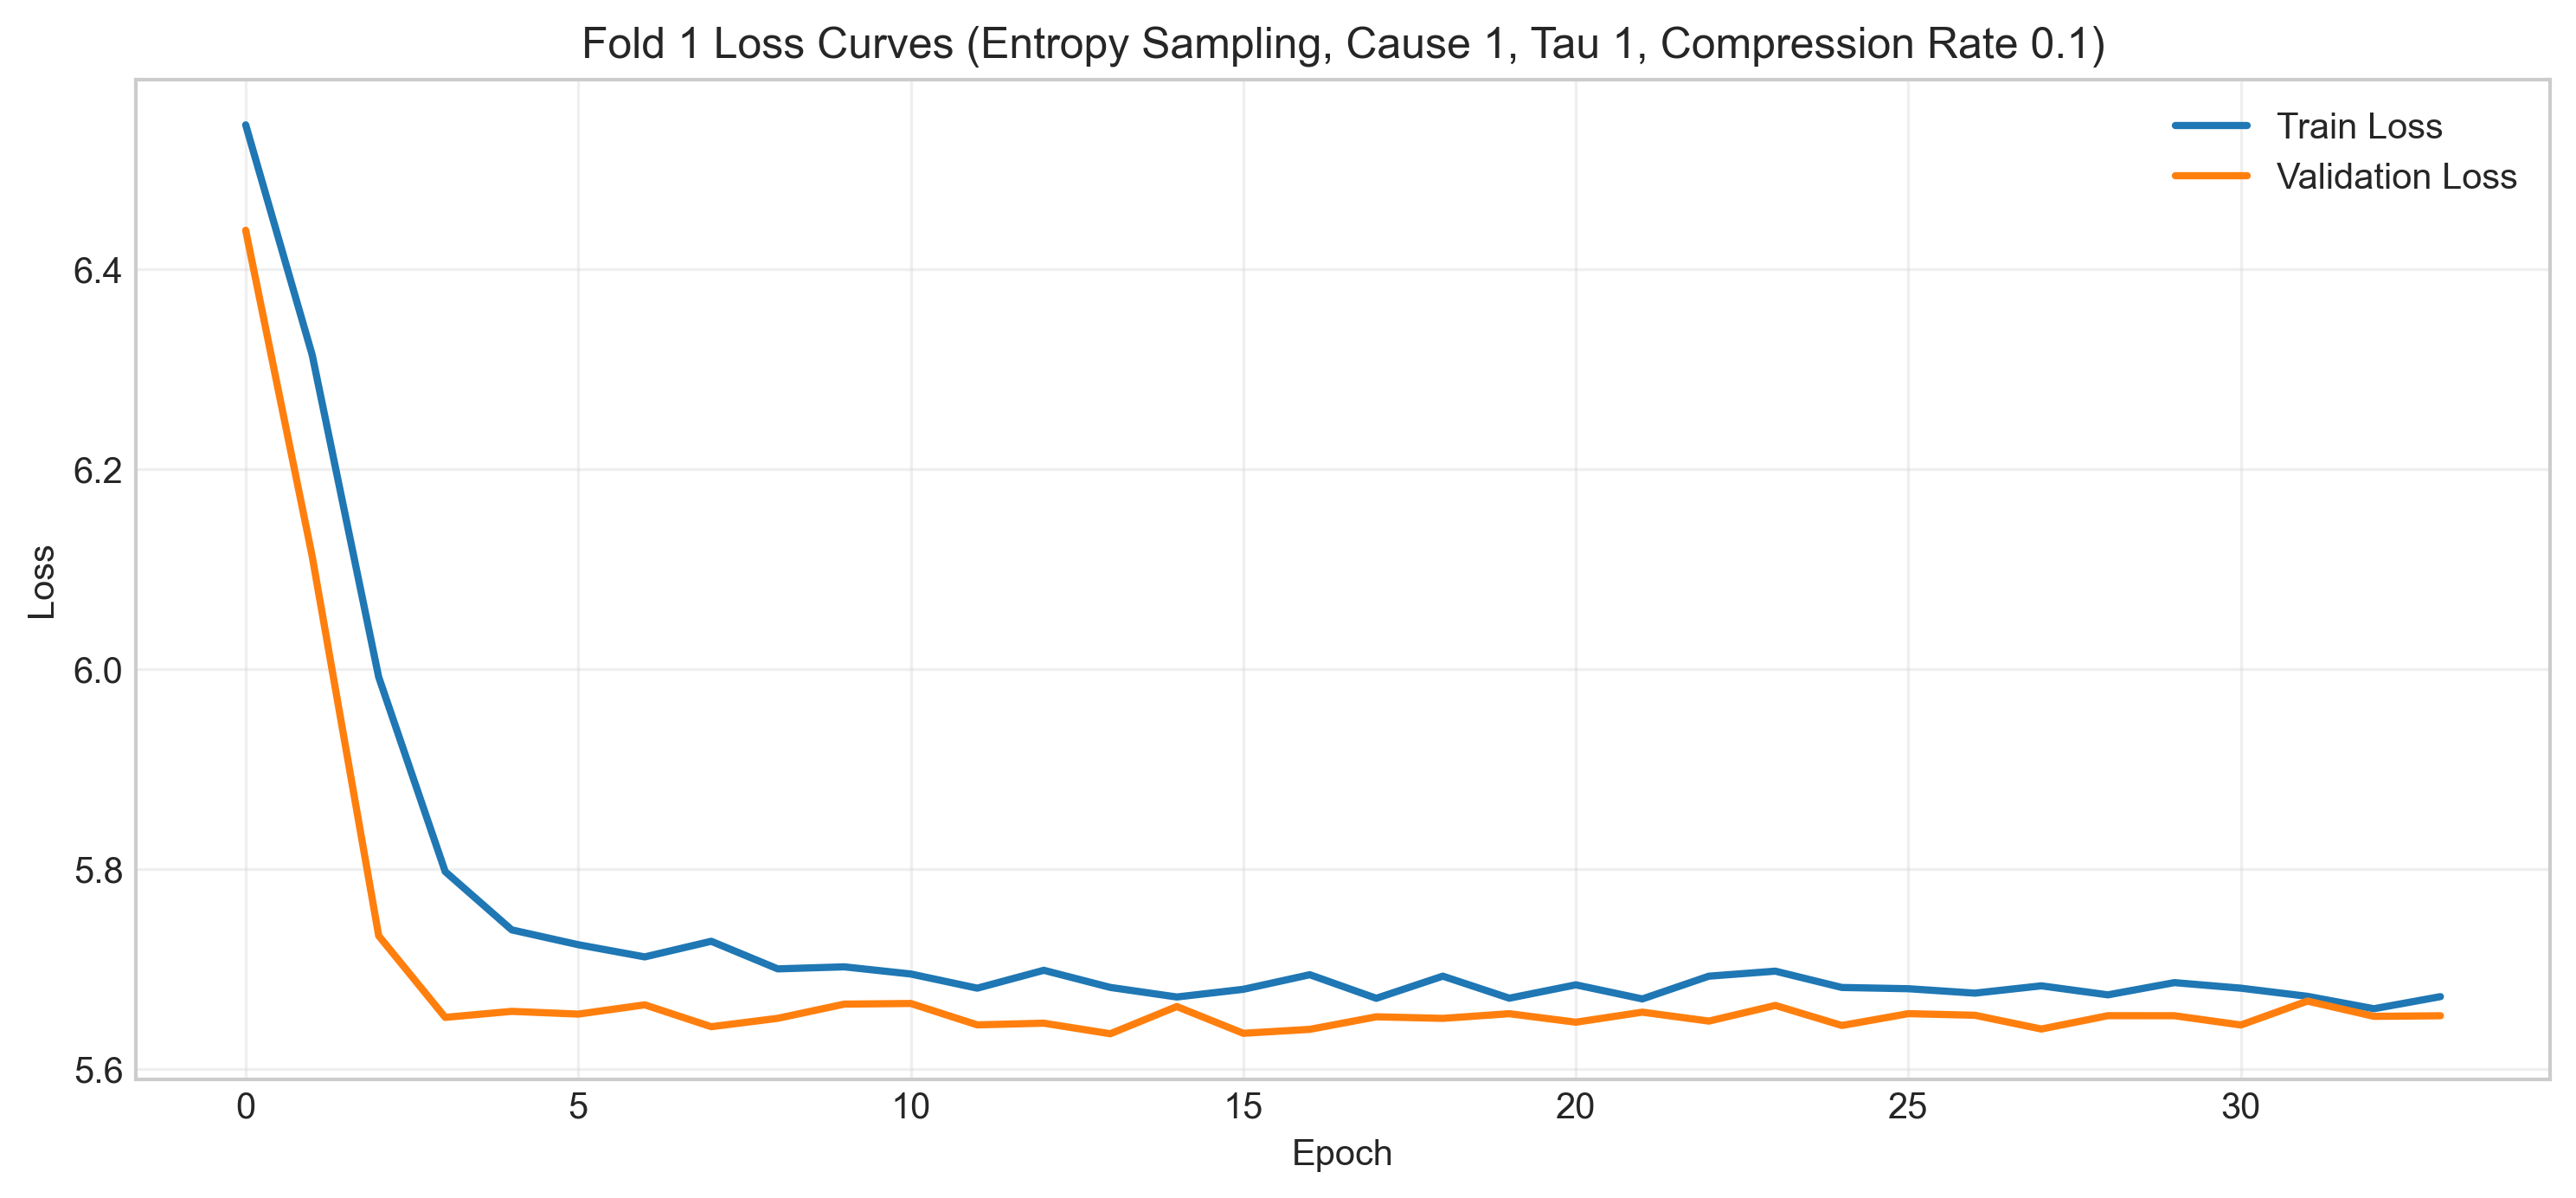 Fold 1 Loss Curves (Entropy Sampling, Cause 1, Tau 1, Compression Rate 0.1)
Train Loss
Validation Loss
6.4
6.2
6.0
5.8
5.6
Loss
0 5 10 15 20 25 30
Epoch